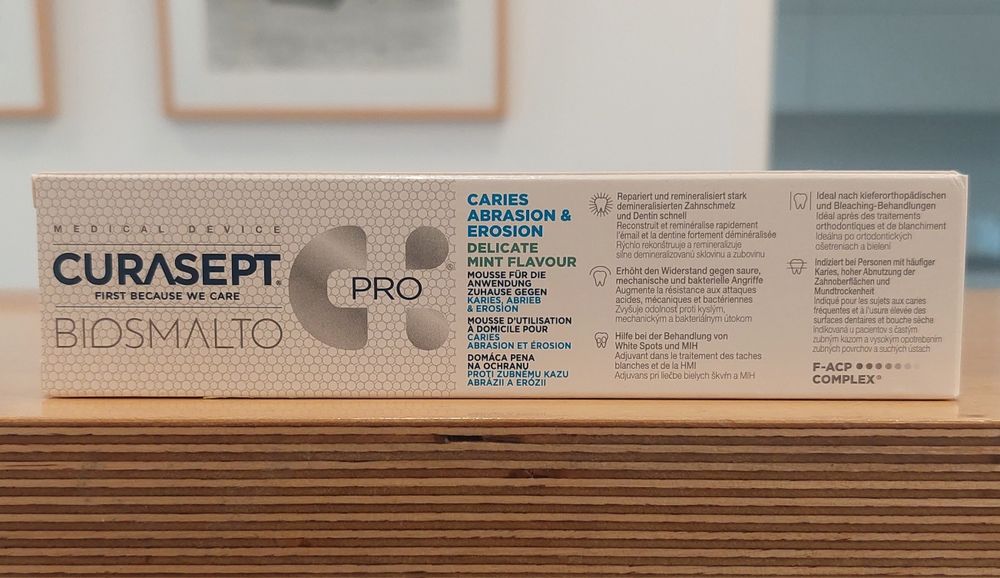 MEDICAL DEVICE
CURASEPT®
FIRST BECAUSE WE CARE
BIOSMALTO
PRO
®
CARIES
ABRASION &
EROSION
DELICATE
MINT FLAVOUR
MOUSSE FÜR DIE
ANWENDUNG
ZUHAUSE GEGEN
KARIES, ABRIEB
& EROSION
MOUSSE D'UTILISATION
À DOMICILE POUR
CARIES
ABRASION ET ÉROSION
DOMÁCA PENA
NA OCHRANU
PROTI ZUBNÉMU KAZU
ABRÁZII A ERÓZII
Repariert und remineralisiert stark
demineralisierten Zahnschmelz
und Dentin schnell
Reconstruit et reminéralise rapidement
l'émail et la dentine fortement déminéralisée
Rýchlo rekonštruuje a remineralizuje
silne demineralizovanú sklovinu a zubovinu
Erhöht den Widerstand gegen saure,
mechanische und bakterielle Angriffe
Augmente la résistance aux attaques
acides, mécaniques et bactériennes
Zvyšuje odolnosť proti kyslým,
mechanickým a bakteriálnym útokom
Hilfe bei der Behandlung von
White Spots und MIH
Adjuvant dans le traitement des taches
blanches et de la HMI
Adjuvans pri liečbe bielych škvŕn a MIH
Ideal nach kieferorthopädischen
und Bleaching-Behandlungen
Idéal après des traitements
orthodontiques et de blanchiment
Ideálna po ortodontických
ošetreniach a bielení
Indiziert bei Personen mit häufiger
Karies, hoher Abnutzung der
Zahnoberflächen und
Mundtrockenheit
Indiqué pour les sujets aux caries
fréquentes et à l'usure élevée des
surfaces dentaires et bouche sèche
Indikovaná u pacientov s častým
zubným kazom a vysokým opotrebením
zubných povrchov a suchých ústach
F-ACP
COMPLEX®